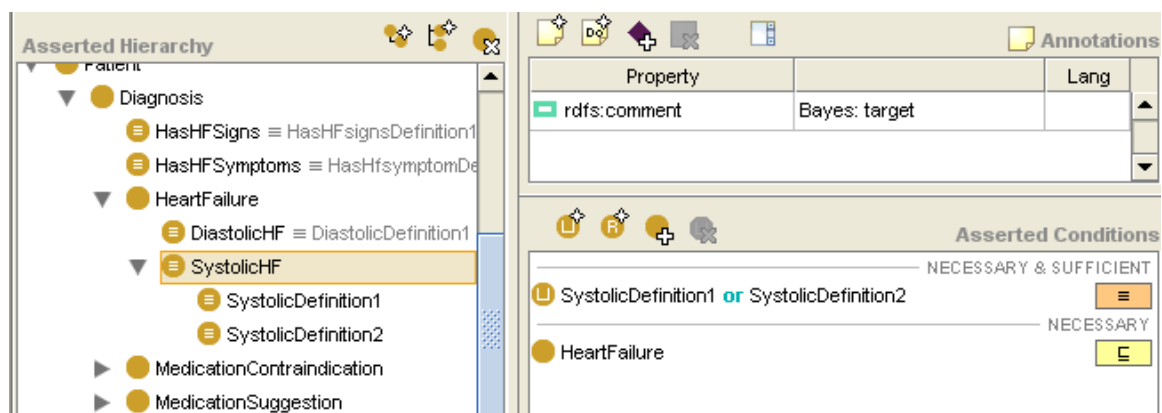 Asserted Hierarchy
Patient
Diagnosis
HasHFSigns ≡ HasHFsignsDefinition1
HasHFSymptoms ≡ HasHfsymptomDe
HeartFailure
DiastolicHF ≡ DiastolicDefinition1
SystolicHF
SystolicDefinition1
SystolicDefinition2
MedicationContraindication
MedicationSuggestion
Annotations
Property Lang
rdfs:comment Bayes: target
Asserted Conditions
NECESSARY & SUFFICIENT
SystolicDefinition1 or SystolicDefinition2 ≡
NECESSARY
HeartFailure ⊑